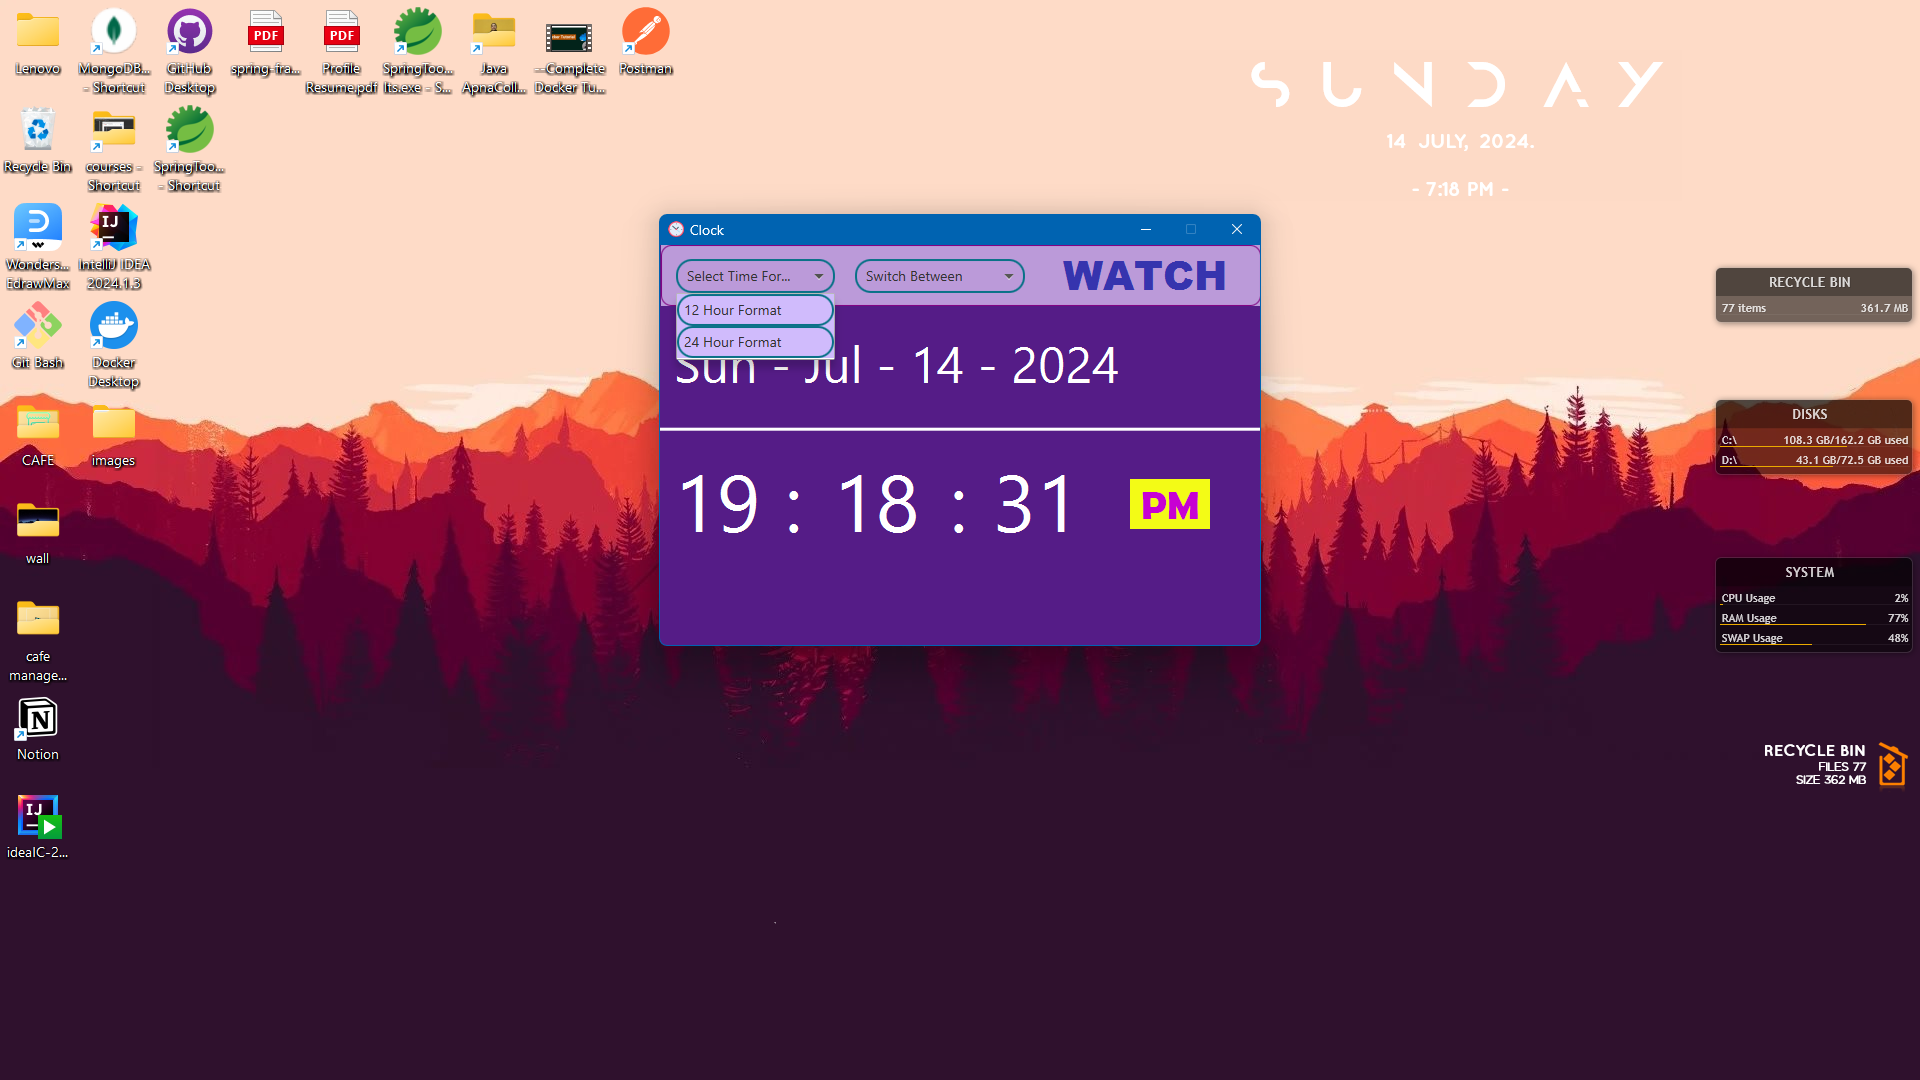 Lenovo
MongoDB...
- Shortcut
GitHub
Desktop
PDF
spring-fra...
PDF
Profile
Resume.pdf
SpringToo...
lts.exe - S...
Java
ApnaColl...
--Complete
Docker Tu...
Postman
Recycle Bin
courses -
Shortcut
SpringToo...
- Shortcut
Wonders...
EdrawMax
IJ
IntelliJ IDEA
2024.1.3
Git Bash
Docker
Desktop
CAFE
images
wall
cafe
manage...
Notion
IJ
ideaIC-2...
SUNDAY
14 JULY, 2024.
- 7:18 PM -
Clock
Select Time For...
Switch Between
WATCH
12 Hour Format
24 Hour Format
Sun - Jul - 14 - 2024
19 : 18 : 31 PM
RECYCLE BIN
77 items 361.7 MB
DISKS
C:\ 108.3 GB/162.2 GB used
D:\ 43.1 GB/72.5 GB used
SYSTEM
CPU Usage 2%
RAM Usage 77%
SWAP Usage 48%
RECYCLE BIN
FILES 77
SIZE 362 MB